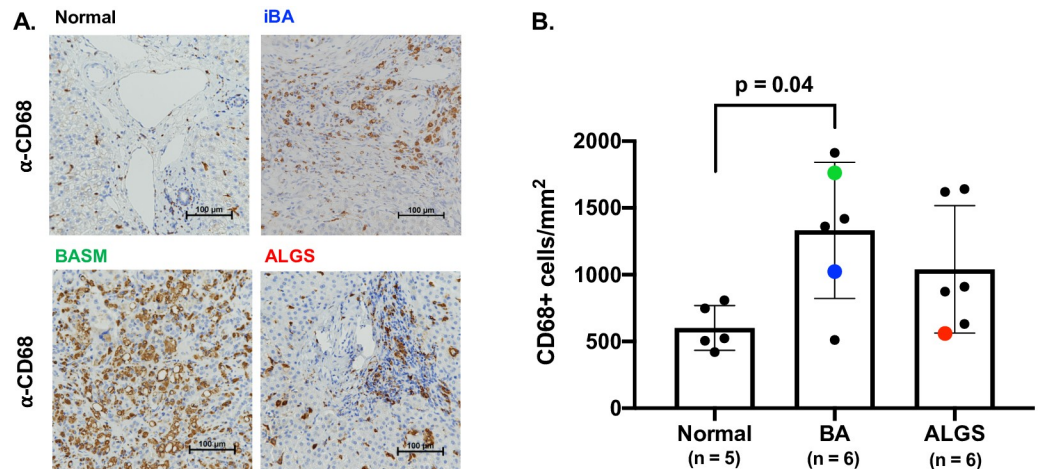 A.
Normal
iBA
α-CD68
100 µm
100 µm
BASM
ALGS
α-CD68
100 µm
100 µm
B.
p = 0.04
CD68+ cells/mm²
2000
1500
1000
500
0
Normal
BA
ALGS
(n = 5)
(n = 6)
(n = 6)